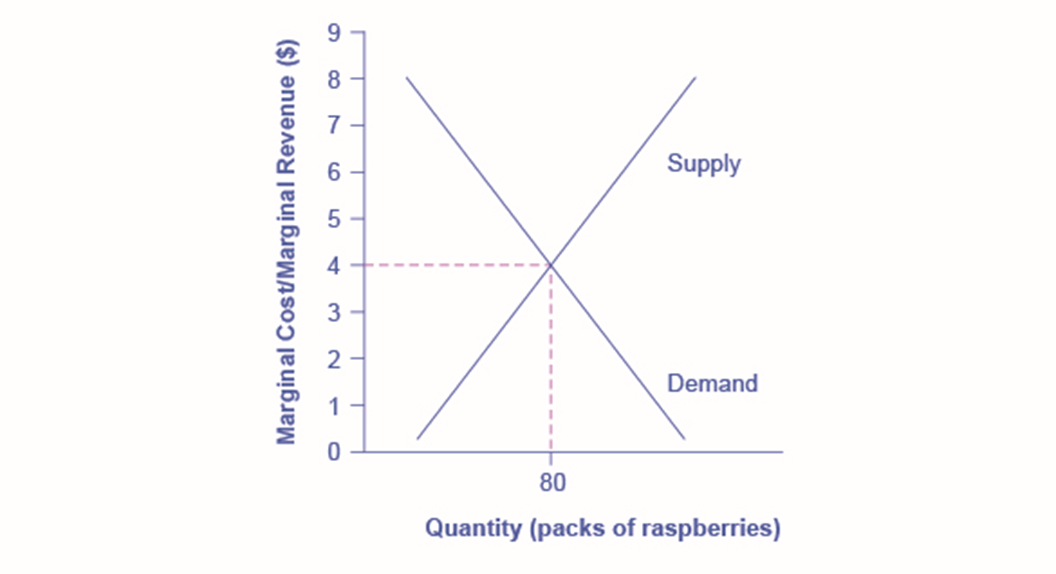 Marginal Cost/Marginal Revenue ($)
9
8
7
6
5
4
3
2
1
0
Supply
Demand
80
Quantity (packs of raspberries)